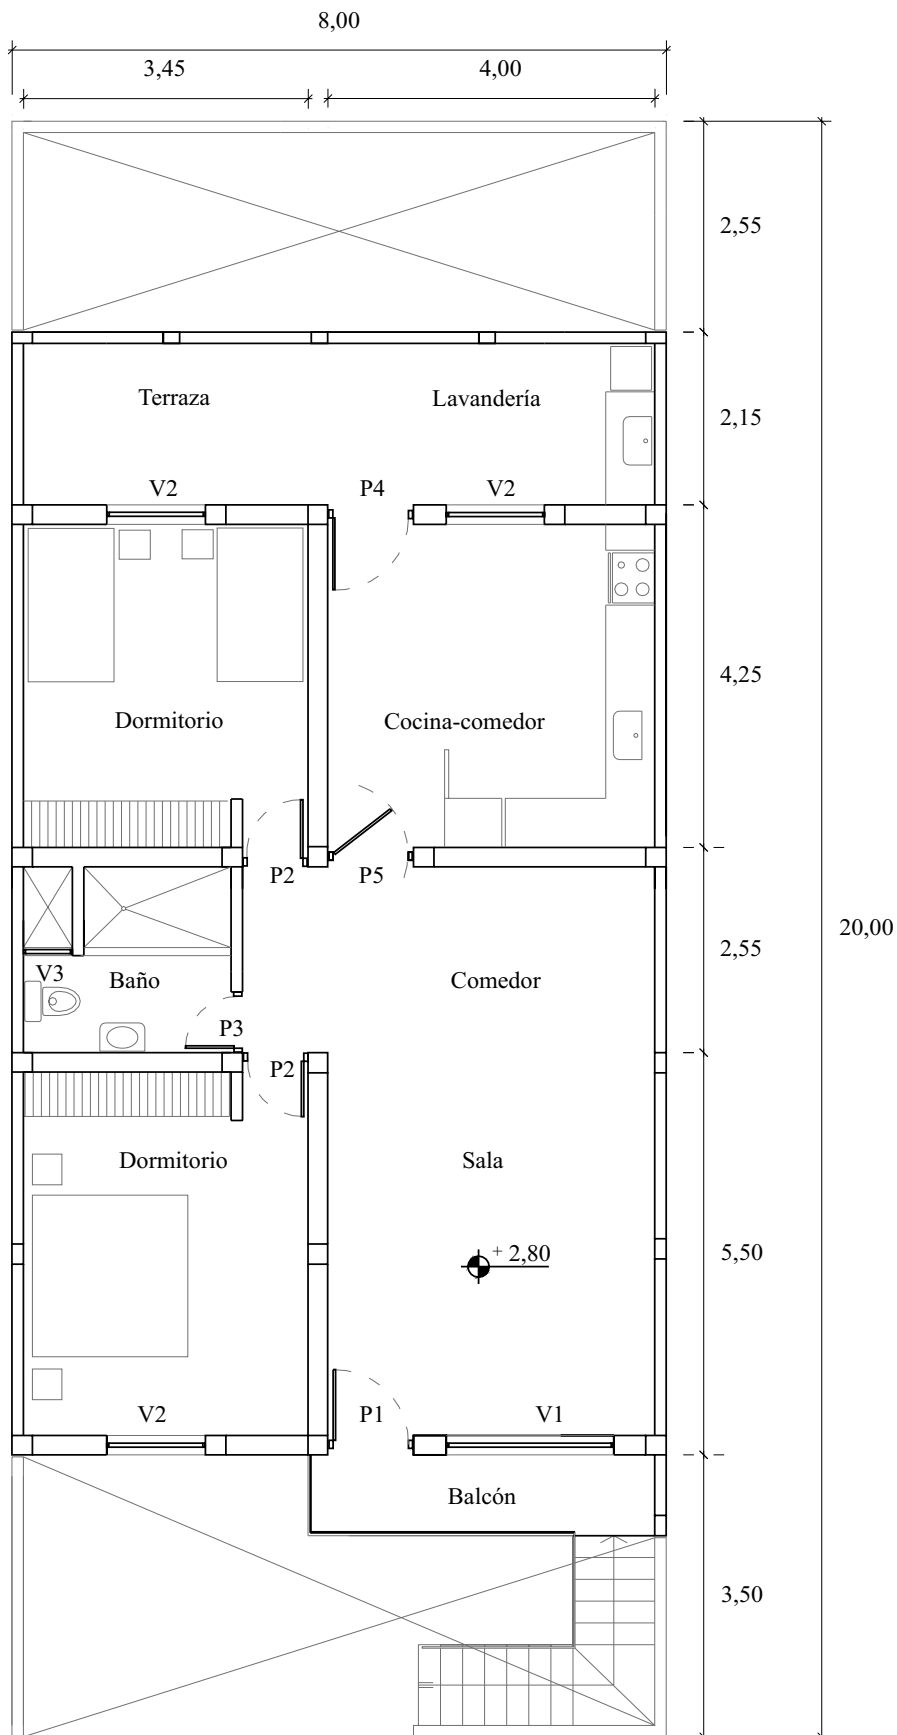 8,00
3,45
4,00
2,55
Terraza
Lavandería
2,15
V2
P4
V2
4,25
Dormitorio
Cocina-comedor
P2
P5
20,00
2,55
V3
Baño
Comedor
P3
P2
Dormitorio
Sala
+ 2,80
5,50
V2
P1
V1
Balcón
3,50